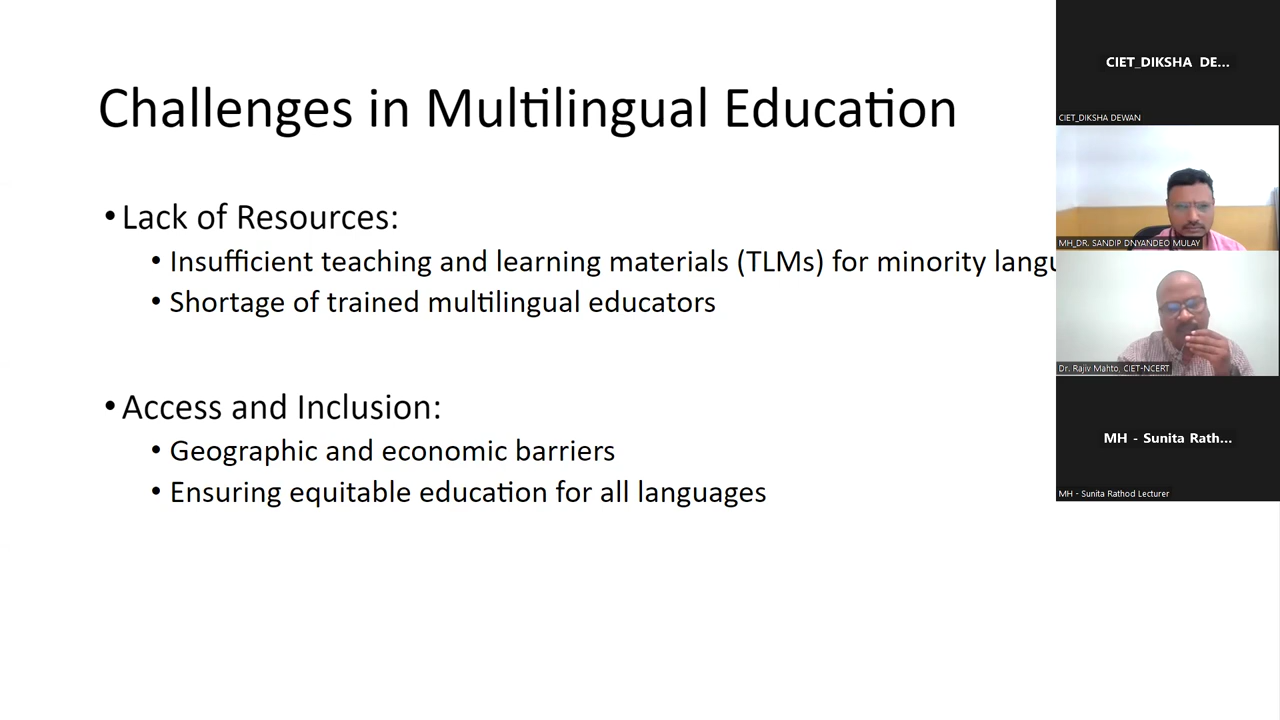 Challenges in Multilingual Education
• Lack of Resources:
• Insufficient teaching and learning materials (TLMs) for minority langu
• Shortage of trained multilingual educators
• Access and Inclusion:
• Geographic and economic barriers
• Ensuring equitable education for all languages
CIET_DIKSHA DE...
CIET_DIKSHA DEWAN
MH_DR. SANDIP DNYANDEO MULAY
Dr. Rajiv Mahto, CIET-NCERT
MH - Sunita Rath...
MH - Sunita Rathod Lecturer